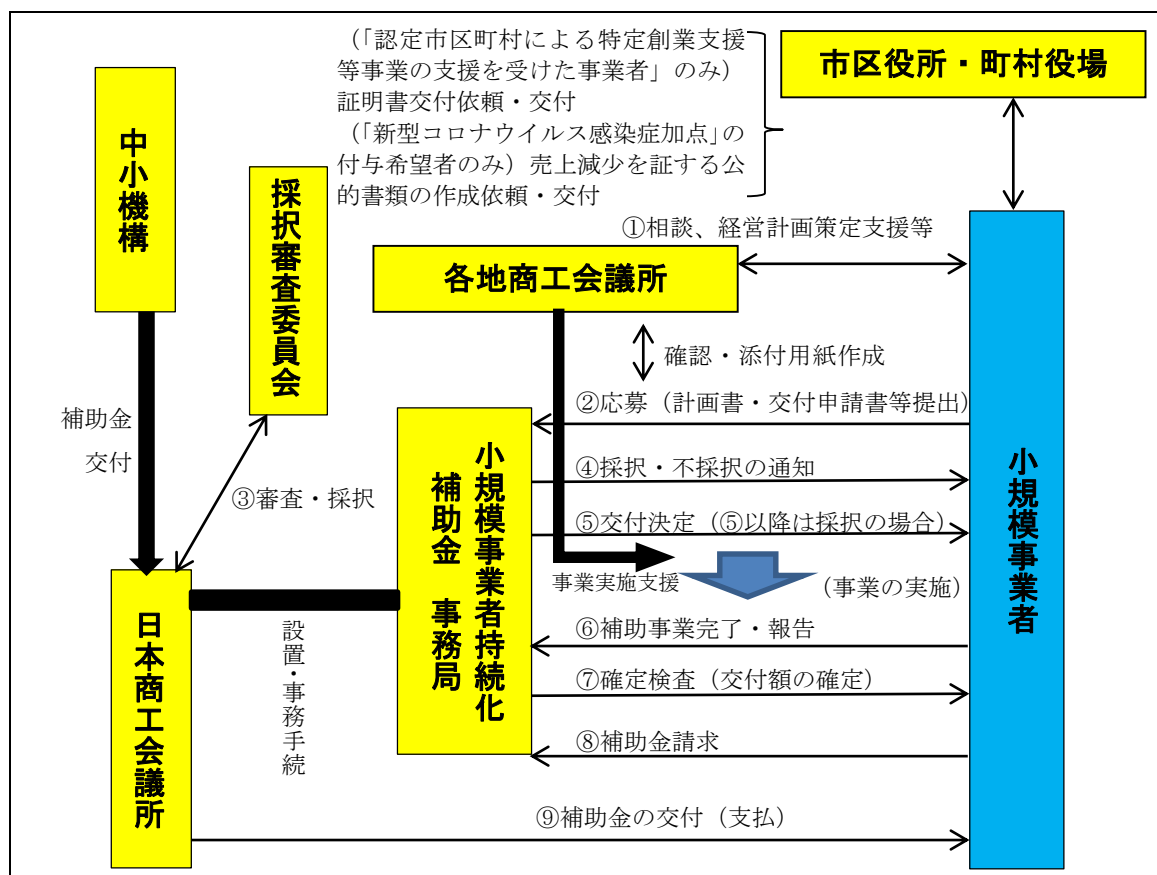 （「認定市区町村による特定創業支援
等事業の支援を受けた事業者」のみ）
証明書交付依頼・交付
（「新型コロナウイルス感染症加点」の
付与希望者のみ）売上減少を証する公
的書類の作成依頼・交付
市区役所・町村役場
中小機構
採択審査委員会
①相談、経営計画策定支援等
各地商工会議所
確認・添付用紙作成
補助金
交付
③審査・採択
②応募（計画書・交付申請書等提出）
④採択・不採択の通知
⑤交付決定（⑤以降は採択の場合）
事業実施支援
（事業の実施）
⑥補助事業完了・報告
⑦確定検査（交付額の確定）
⑧補助金請求
⑨補助金の交付（支払）
小規模事業者持続化
補助金　事務局
小規模事業者
日本商工会議所
設置・事務手続